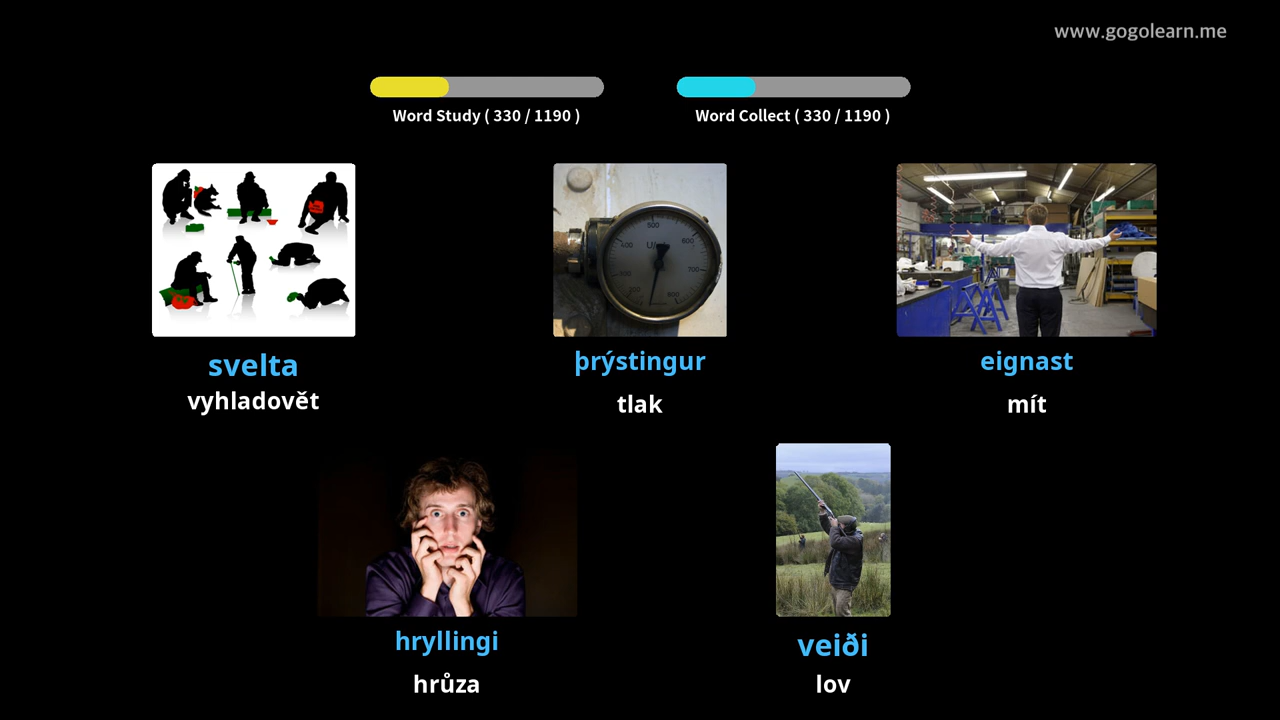 www.gogolearn.me
Word Study ( 330 / 1190 )
Word Collect ( 330 / 1190 )
svelta
vyhladovět
þrýstingur
tlak
eignast
mít
hryllingi
hrůza
veiði
lov